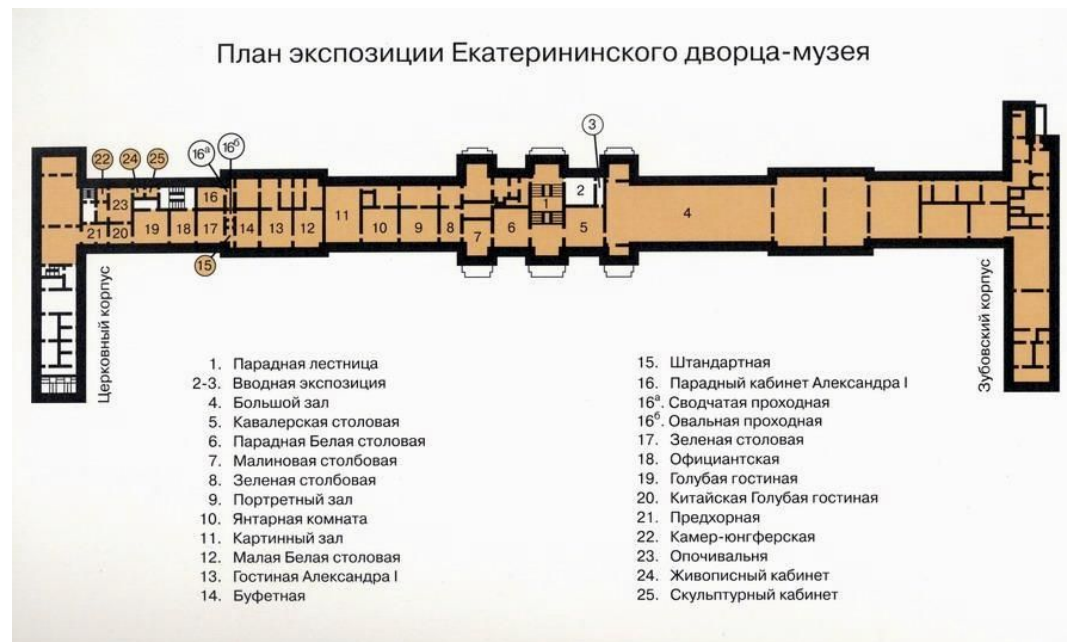 План экспозиции Екатерининского дворца-музея
3
22
24
25
16а
16б
2
23
16
1
11
4
21
20
19
18
17
14
13
12
10
9
8
7
6
5
15
Церковный корпус
Зубовский корпус
1. Парадная лестница
2-3. Вводная экспозиция
4. Большой зал
5. Кавалерская столовая
6. Парадная Белая столовая
7. Малиновая столбовая
8. Зеленая столбовая
9. Портретный зал
10. Янтарная комната
11. Картинный зал
12. Малая Белая столовая
13. Гостиная Александра I
14. Буфетная
15. Штандартная
16. Парадный кабинет Александра I
16а. Сводчатая проходная
16б. Овальная проходная
17. Зеленая столовая
18. Официантская
19. Голубая гостиная
20. Китайская Голубая гостиная
21. Предхорная
22. Камер-юнгферская
23. Опочивальня
24. Живописный кабинет
25. Скульптурный кабинет